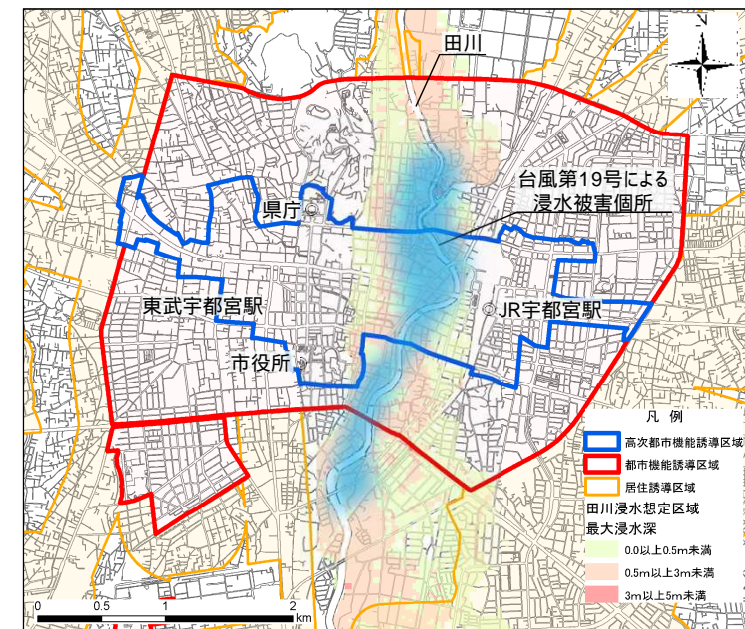 田川
台風第19号による
浸水被害個所
県庁
東武宇都宮駅
JR宇都宮駅
市役所
凡 例
高次都市機能誘導区域
都市機能誘導区域
居住誘導区域
田川浸水想定区域
最大浸水深
0.0以上0.5m未満
0.5m以上3m未満
3m以上5m未満
0 0.5 1 2
km